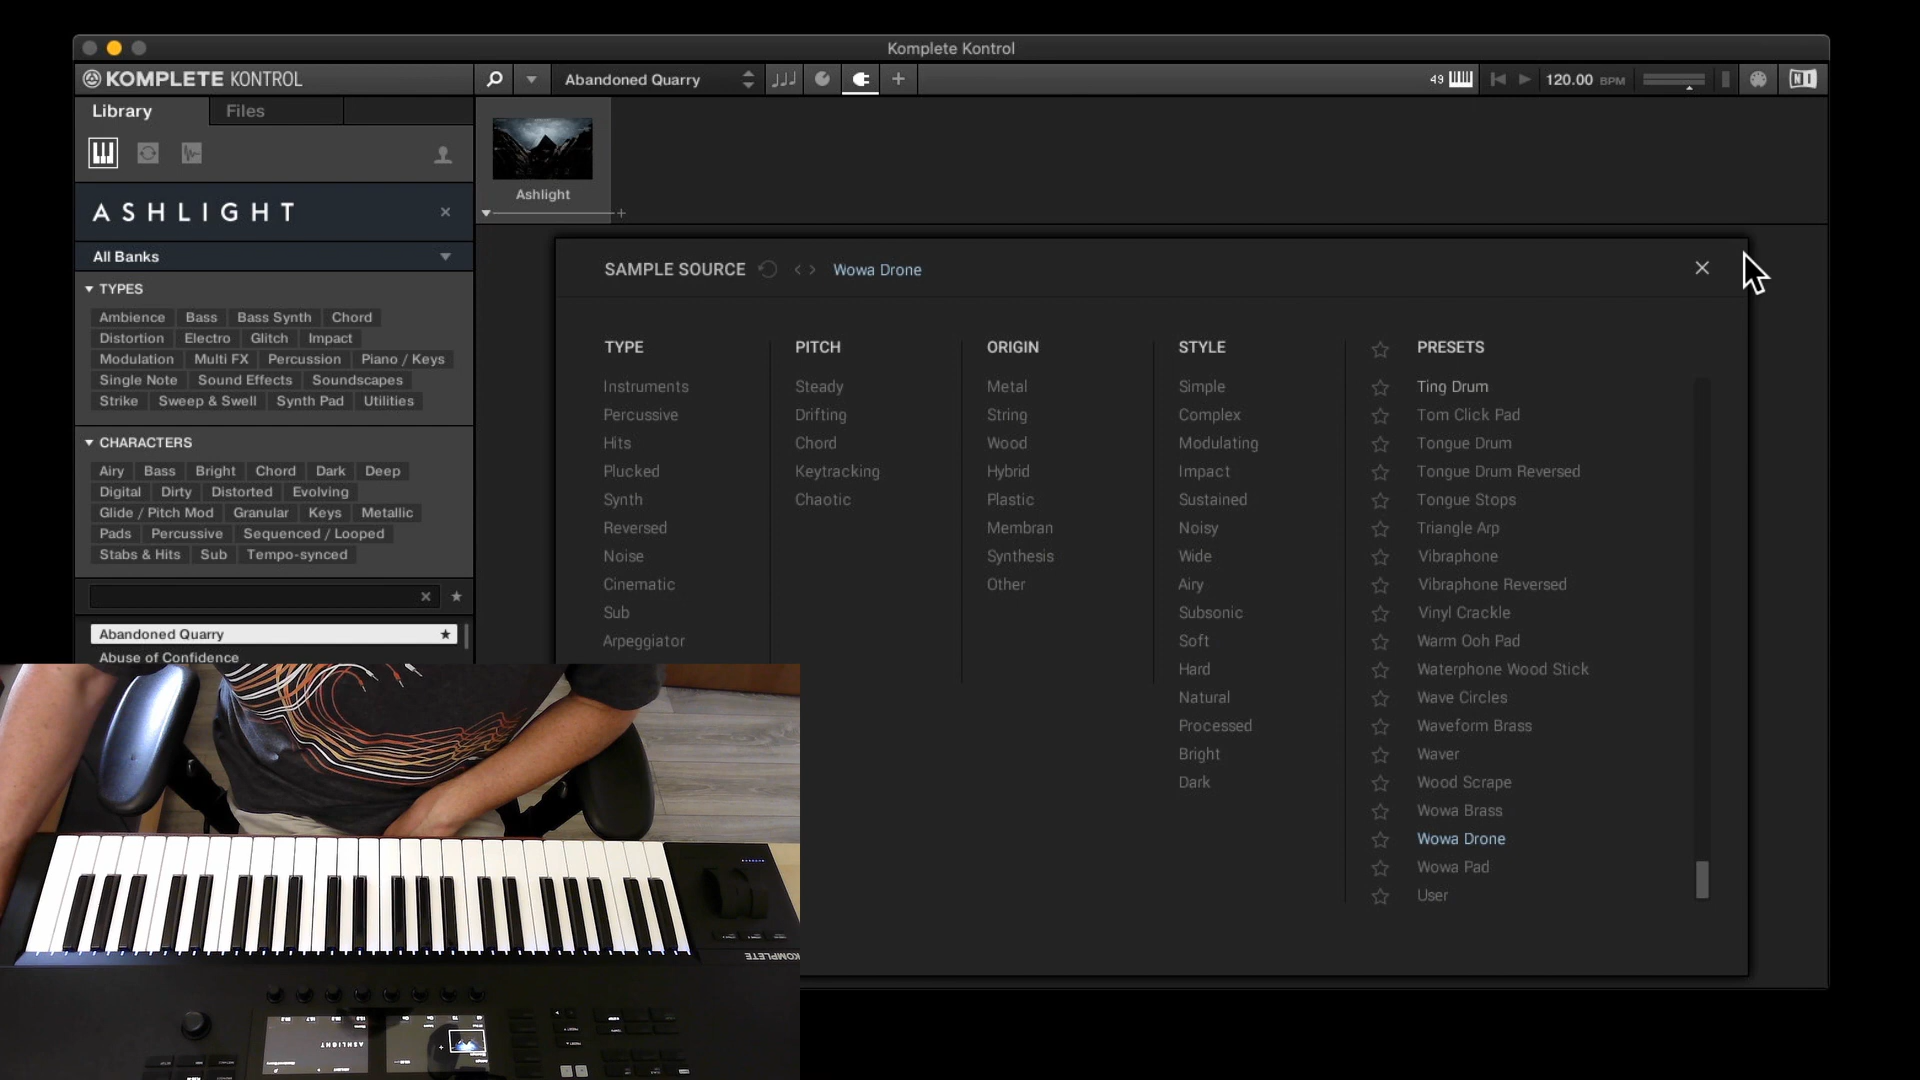 Komplete Kontrol
KOMPLETE KONTROL
Abandoned Quarry
49
120.00 BPM
Library
Files
Ashlight
ASHLIGHT
All Banks
TYPES
Ambience Bass Bass Synth Chord
Distortion Electro Glitch Impact
Modulation Multi FX Percussion Piano / Keys
Single Note Sound Effects Soundscapes
Strike Sweep & Swell Synth Pad Utilities
CHARACTERS
Airy Bass Bright Chord Dark Deep
Digital Dirty Distorted Evolving
Glide / Pitch Mod Granular Keys Metallic
Pads Percussive Sequenced / Looped
Stabs & Hits Sub Tempo-synced
Abandoned Quarry
Abuse of Confidence
SAMPLE SOURCE
Wowa Drone
TYPE
Instruments
Percussive
Hits
Plucked
Synth
Reversed
Noise
Cinematic
Sub
Arpeggiator
PITCH
Steady
Drifting
Chord
Keytracking
Chaotic
ORIGIN
Metal
String
Wood
Hybrid
Plastic
Membran
Synthesis
Other
STYLE
Simple
Complex
Modulating
Impact
Sustained
Noisy
Wide
Airy
Subsonic
Soft
Hard
Natural
Processed
Bright
Dark
PRESETS
Ting Drum
Tom Click Pad
Tongue Drum
Tongue Drum Reversed
Tongue Stops
Triangle Arp
Vibraphone
Vibraphone Reversed
Vinyl Crackle
Warm Ooh Pad
Waterphone Wood Stick
Wave Circles
Waveform Brass
Waver
Wood Scrape
Wowa Brass
Wowa Drone
Wowa Pad
User
KOMPLETE
ASHLIGHT